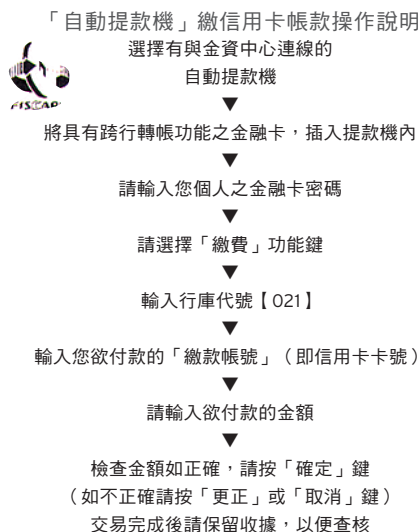 「自動提款機」繳信用卡帳款操作說明
選擇有與金資中心連線的
自動提款機
FISCAP
▼
將具有跨行轉帳功能之金融卡，插入提款機內
▼
請輸入您個人之金融卡密碼
▼
請選擇「繳費」功能鍵
▼
輸入行庫代號【021】
▼
輸入您欲付款的「繳款帳號」（即信用卡卡號）
▼
請輸入欲付款的金額
▼
檢查金額如正確，請按「確定」鍵
（如不正確請按「更正」或「取消」鍵）
交易完成後請保留收據，以便查核